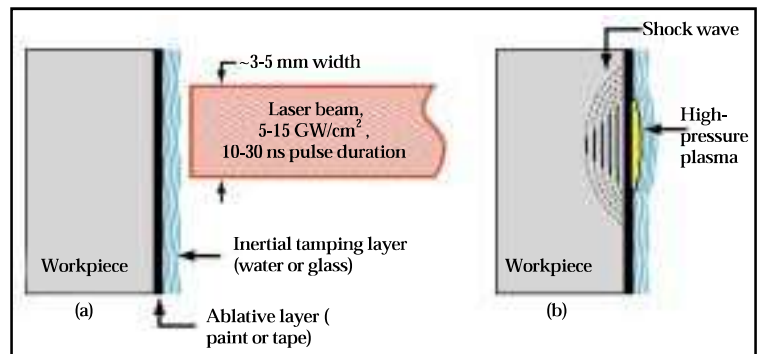 ~3-5 mm width
Laser beam,
5-15 GW/cm²,
10-30 ns pulse duration
Inertial tamping layer
(water or glass)
Workpiece
(a)
Ablative layer (
paint or tape)
Shock wave
High-
pressure
plasma
Workpiece
(b)